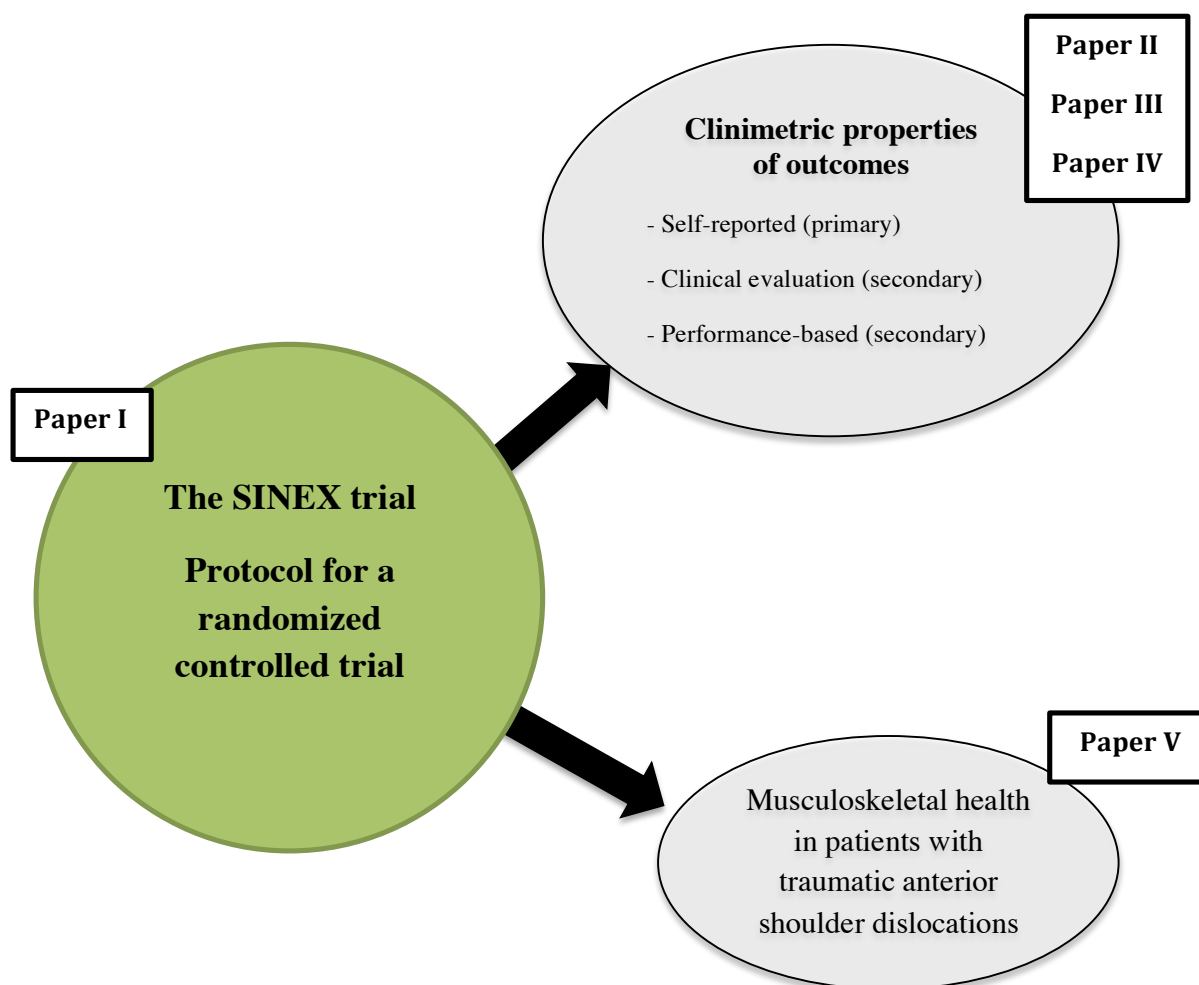 Paper II
Paper III
Paper IV
Clinimetric properties
of outcomes
- Self-reported (primary)
- Clinical evaluation (secondary)
- Performance-based (secondary)
Paper I
The SINEX trial
Protocol for a
randomized
controlled trial
Paper V
Musculoskeletal health
in patients with
traumatic anterior
shoulder dislocations